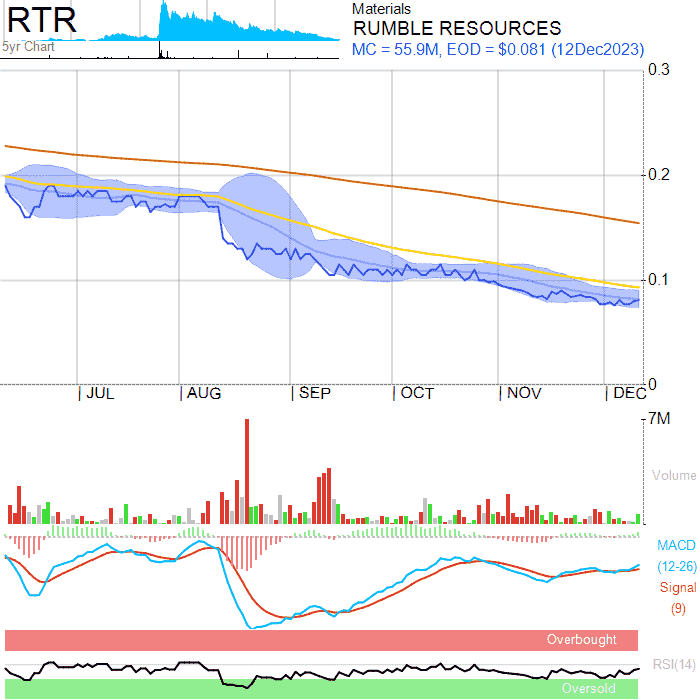 RTR
5yr Chart
Materials
RUMBLE RESOURCES
MC = 55.9M, EOD = $0.081 (12Dec2023)
0.3
0.2
0.1
0
JUL AUG SEP OCT NOV DEC
7M
Volume
MACD
(12-26)
Signal
(9)
Overbought
RSI(14)
Oversold